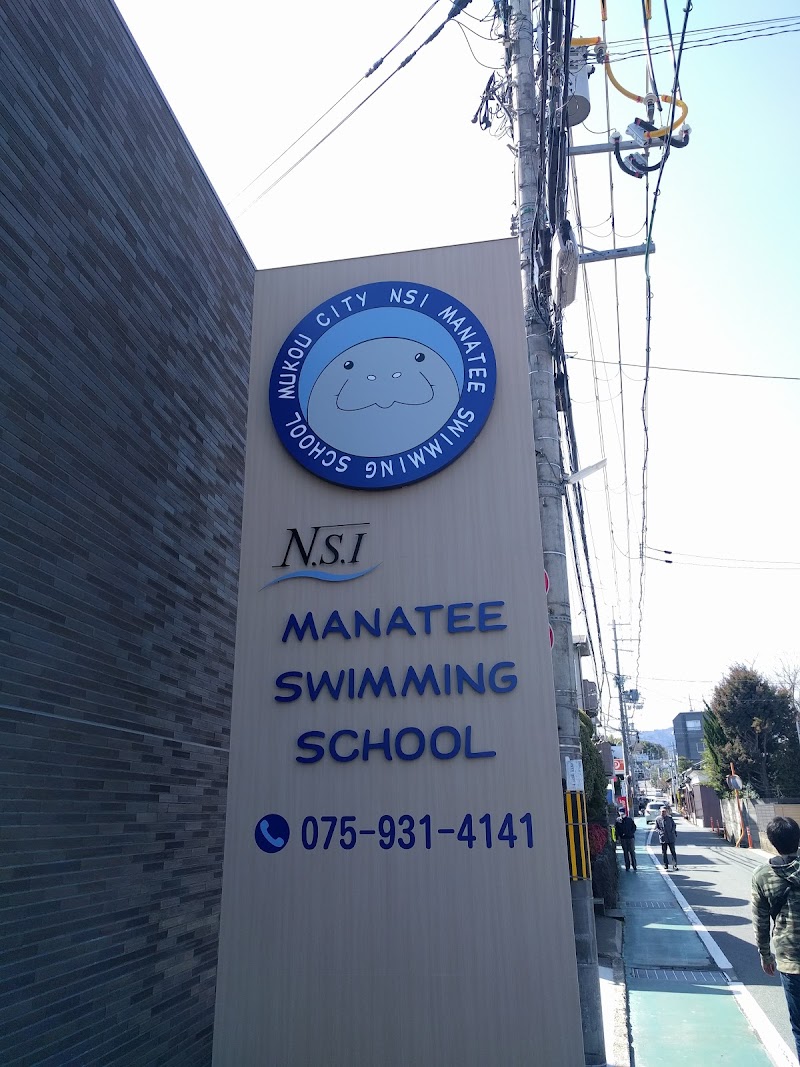 MUKOU CITY NSI MANATEE SWIMMING SCHOOL
N.S.I
MANATEE
SWIMMING
SCHOOL
075-931-4141